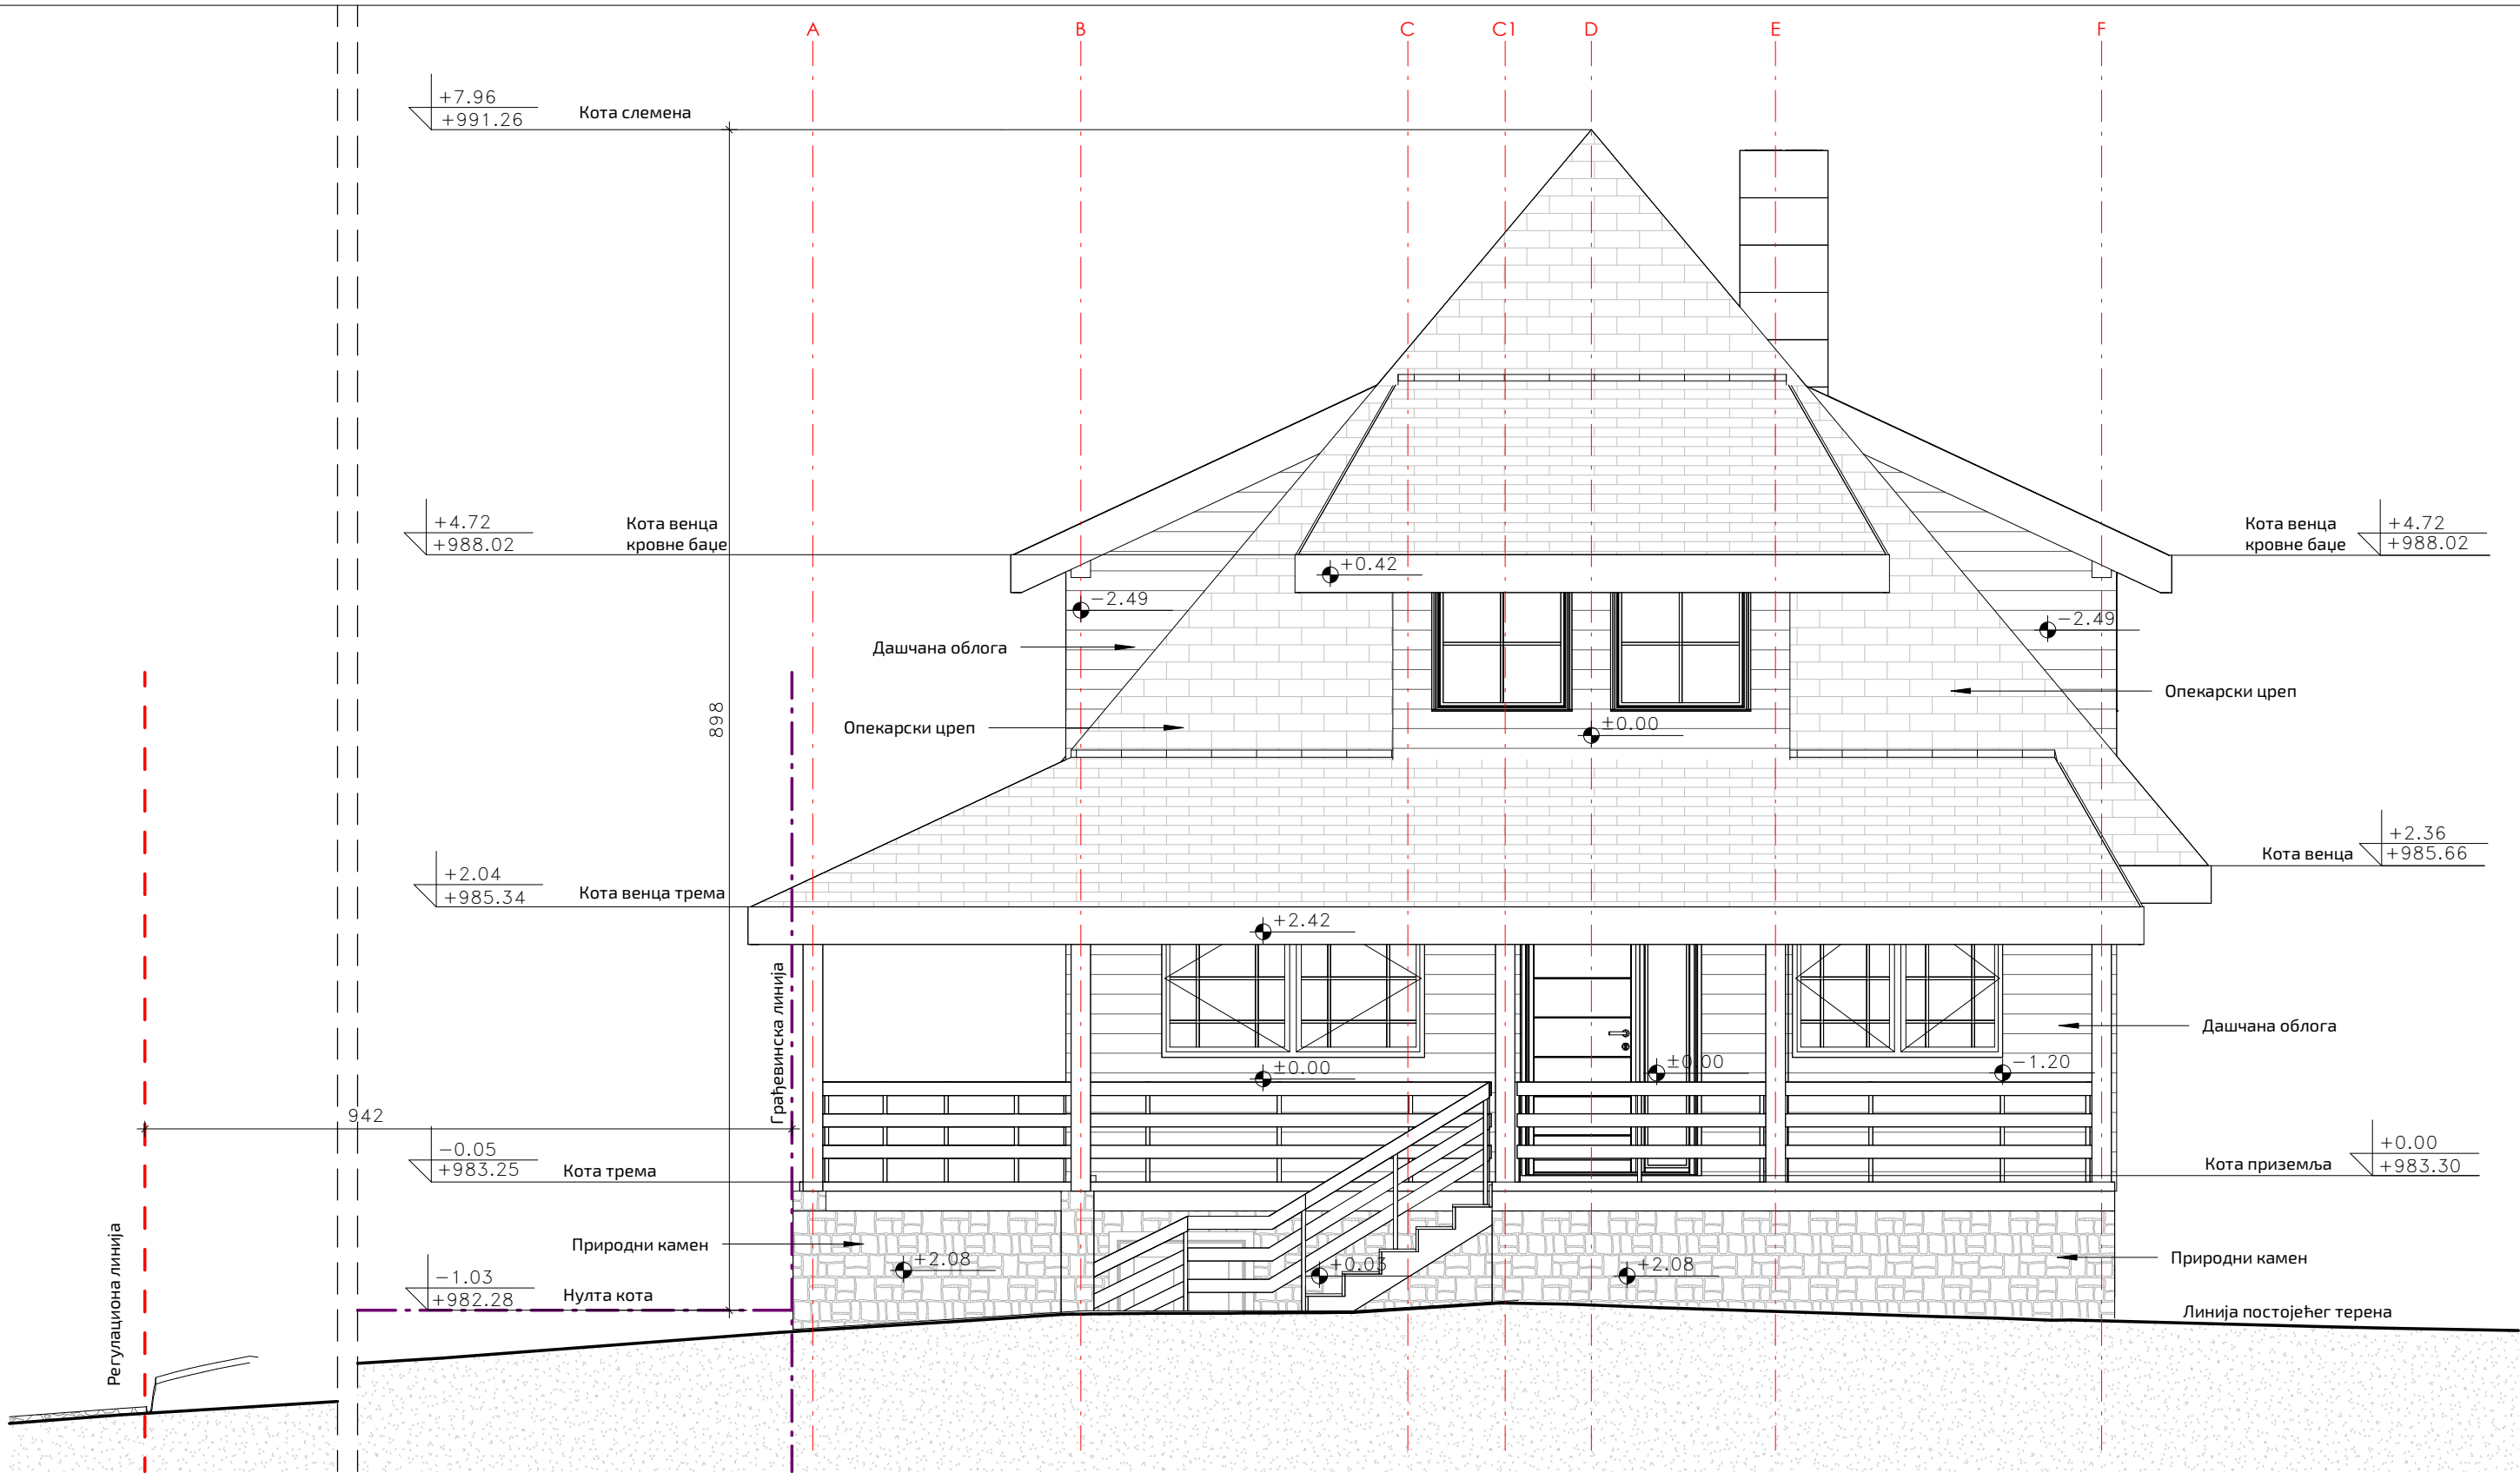 A B C C1 D E F
+7.96
+991.26
Кота слемена
+4.72
+988.02
Кота венца
кровне баџе
Кота венца
кровне баџе
+4.72
+988.02
+0.42
-2.49
-2.49
Дашчана облога
Опекарски цреп
Опекарски цреп
898
±0.00
+2.36
+985.66
Кота венца
+2.04
+985.34
Кота венца трема
+2.42
Грађевинска линија
Дашчана облога
±0.00
±0.00
-1.20
942
-0.05
+983.25
Кота трема
+0.00
+983.30
Кота приземља
Регулациона линија
Природни камен
+2.08
+0.03
+2.08
Природни камен
-1.03
+982.28
Нулта кота
Линија постојећег терена